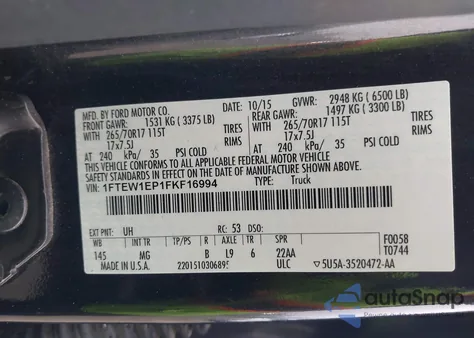 MFD. BY FORD MOTOR CO. 10/15 GVWR: 2948 KG ( 6500 LB)
FRONT GAWR: 1531 KG ( 3375 LB) REAR GAWR: 1497 KG ( 3300 LB)
265/70R17 115T TIRES 265/70R17 115T TIRES
17x7.5J RIMS 17x7.5J RIMS
AT 240 kPa/ 35 PSI COLD AT 240 kPa/ 35 PSI COLD
THIS VEHICLE CONFORMS TO ALL APPLICABLE FEDERAL MOTOR VEHICLE
SAFETY STANDARDS IN EFFECT ON THE DATE OF MANUFACTURE SHOWN ABOVE.
VIN: 1FTEW1EP1FKF16994 TYPE: Truck
EXT PNT: UH RC: 53 DSO: F0058
WB INT TR TP/PS R AXLE TR SPR T0744
145 MG B L9 6 22AA
MADE IN U.S.A. 220151030689S ULC 5U5A-3520472-AA
autoSnap